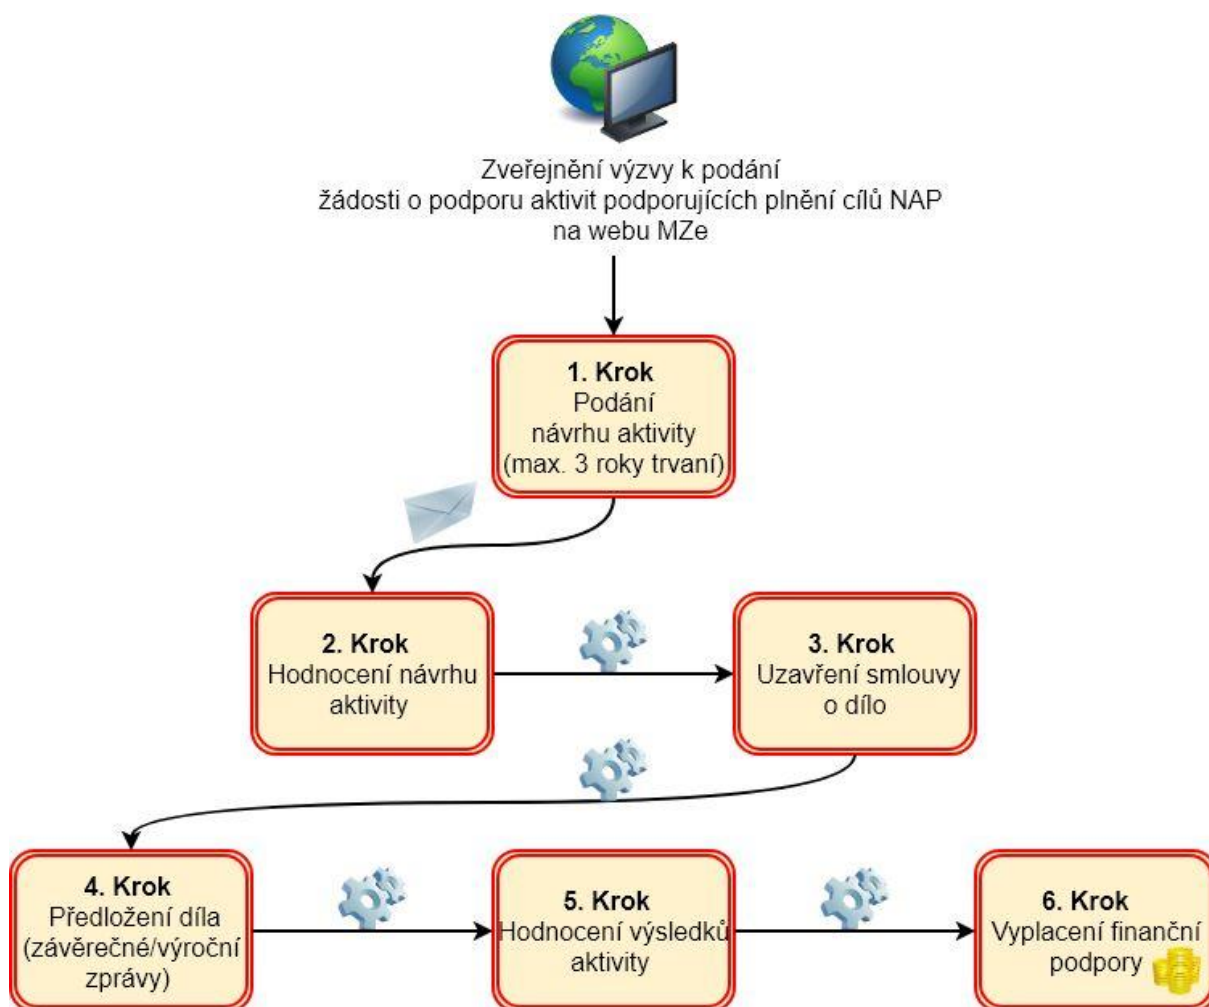 Zveřejnění výzvy k podání
žádosti o podporu aktivit podporujících plnění cílů NAP
na webu MZe
1. Krok
Podání
návrhu aktivity
(max. 3 roky trvaní)
2. Krok
Hodnocení návrhu
aktivity
3. Krok
Uzavření smlouvy
o dílo
4. Krok
Předložení díla
(závěrečné/výroční
zprávy)
5. Krok
Hodnocení výsledků
aktivity
6. Krok
Vyplacení finanční
podpory